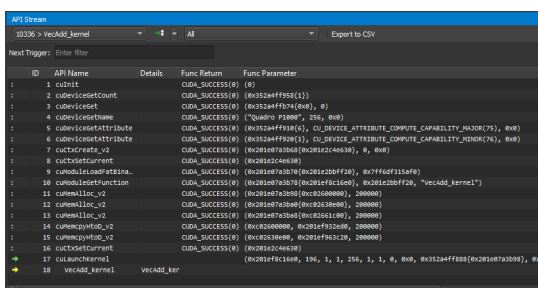 API Stream
10336 > VecAdd_kernel All Export to CSV
Next Trigger: Enter filter
ID API Name Details Func Return Func Parameter
1 cuInit CUDA_SUCCESS(0) (0)
2 cuDeviceGetCount CUDA_SUCCESS(0) (0x352a4ff958{1})
3 cuDeviceGet CUDA_SUCCESS(0) (0x352a4ffb74{0x0}, 0)
4 cuDeviceGetName CUDA_SUCCESS(0) ("Quadro P1000", 256, 0x0)
5 cuDeviceGetAttribute CUDA_SUCCESS(0) (0x352a4ff910{6}, CU_DEVICE_ATTRIBUTE_COMPUTE_CAPABILITY_MAJOR(75), 0x0)
6 cuDeviceGetAttribute CUDA_SUCCESS(0) (0x352a4ff920{1}, CU_DEVICE_ATTRIBUTE_COMPUTE_CAPABILITY_MINOR(76), 0x0)
7 cuCtxCreate_v2 CUDA_SUCCESS(0) (0x201e07a3b68{0x201e2c4e630}, 0, 0x0)
8 cuCtxSetCurrent CUDA_SUCCESS(0) (0x201e2c4e630)
9 cuModuleLoadFatBina... CUDA_SUCCESS(0) (0x201e07a3b70{0x201e2bbff20}, 0x7ff6df315af0)
10 cuModuleGetFunction CUDA_SUCCESS(0) (0x201e07a3b78{0x201ef8c16e0}, 0x201e2bbff20, "VecAdd_kernel")
11 cuMemAlloc_v2 CUDA_SUCCESS(0) (0x201e07a3b98{0xc02600000}, 200000)
12 cuMemAlloc_v2 CUDA_SUCCESS(0) (0x201e07a3ba0{0xc02630e00}, 200000)
13 cuMemAlloc_v2 CUDA_SUCCESS(0) (0x201e07a3ba8{0xc02661c00}, 200000)
14 cuMemcpyHtoD_v2 CUDA_SUCCESS(0) (0xc02600000, 0x201ef932ed0, 200000)
15 cuMemcpyHtoD_v2 CUDA_SUCCESS(0) (0xc02630e00, 0x201ef963c20, 200000)
16 cuCtxSetCurrent CUDA_SUCCESS(0) (0x201e2c4e630)
17 cuLaunchKernel (0x201ef8c16e0, 196, 1, 1, 256, 1, 1, 0, 0x0, 0x352a4ff888{0x201e07a3b98},
18 VecAdd_kernel VecAdd_ker